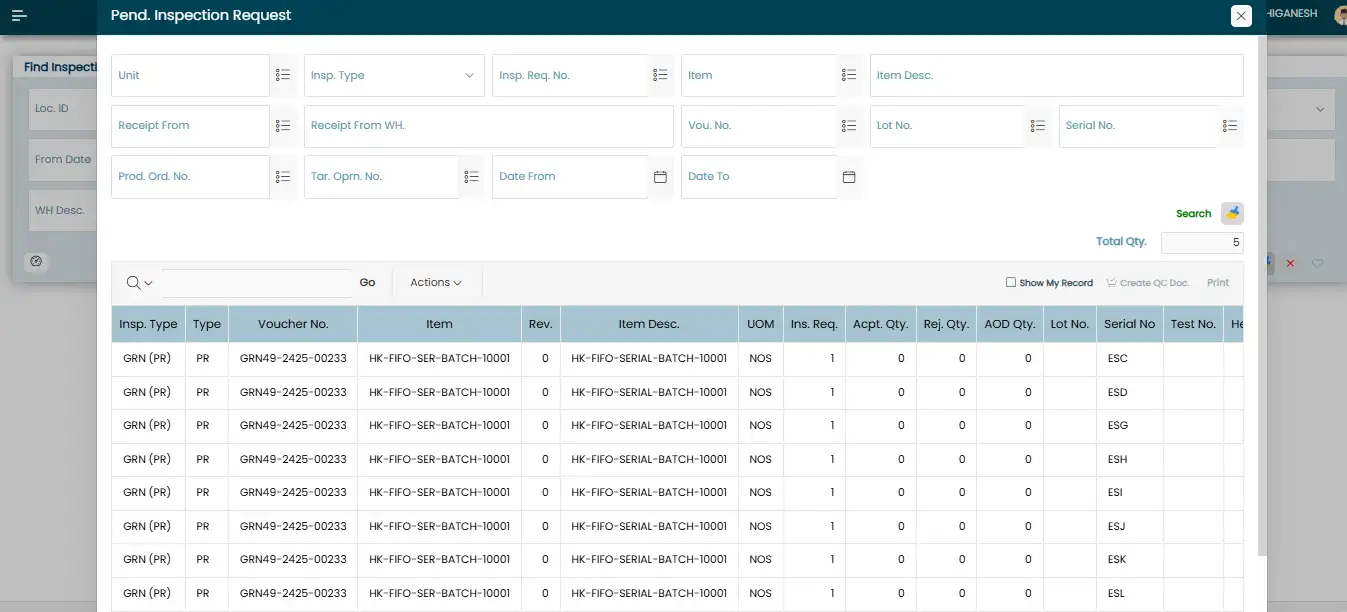 Pend. Inspection Request
HIGANESH
Find Inspecti
Unit Insp. Type Insp. Req. No. Item Item Desc.
Loc. ID
Receipt From Receipt From WH. Vou. No. Lot No. Serial No.
From Date
Prod. Ord. No. Tar. Oprn. No. Date From Date To
WH Desc.
Search
Total Qty. 5
Go Actions Show My Record Create QC Doc. Print
Insp. Type Type Voucher No. Item Rev. Item Desc. UOM Ins. Req. Acpt. Qty. Rej. Qty. AOD Qty. Lot No. Serial No Test No. He
GRN (PR) PR GRN49-2425-00233 HK-FIFO-SER-BATCH-10001 0 HK-FIFO-SERIAL-BATCH-10001 NOS 1 0 0 0 ESC
GRN (PR) PR GRN49-2425-00233 HK-FIFO-SER-BATCH-10001 0 HK-FIFO-SERIAL-BATCH-10001 NOS 1 0 0 0 ESD
GRN (PR) PR GRN49-2425-00233 HK-FIFO-SER-BATCH-10001 0 HK-FIFO-SERIAL-BATCH-10001 NOS 1 0 0 0 ESG
GRN (PR) PR GRN49-2425-00233 HK-FIFO-SER-BATCH-10001 0 HK-FIFO-SERIAL-BATCH-10001 NOS 1 0 0 0 ESH
GRN (PR) PR GRN49-2425-00233 HK-FIFO-SER-BATCH-10001 0 HK-FIFO-SERIAL-BATCH-10001 NOS 1 0 0 0 ESI
GRN (PR) PR GRN49-2425-00233 HK-FIFO-SER-BATCH-10001 0 HK-FIFO-SERIAL-BATCH-10001 NOS 1 0 0 0 ESJ
GRN (PR) PR GRN49-2425-00233 HK-FIFO-SER-BATCH-10001 0 HK-FIFO-SERIAL-BATCH-10001 NOS 1 0 0 0 ESK
GRN (PR) PR GRN49-2425-00233 HK-FIFO-SER-BATCH-10001 0 HK-FIFO-SERIAL-BATCH-10001 NOS 1 0 0 0 ESL